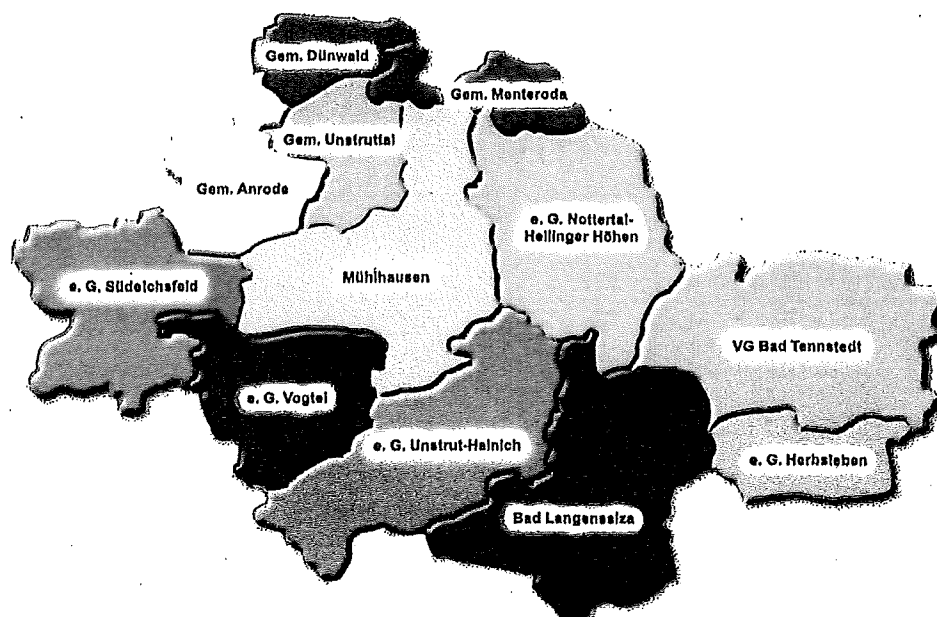 Gem. Dünwald
Gem. Menteroda
Gem. Unstruttal
Gem. Anrode
e. G. Nottertal-
Heilinger Höhen
e. G. Südeichsfeld
Mühlhausen
VG Bad Tennstedt
e. G. Vogtei
e. G. Unstrut-Hainich
e. G. Herbsleben
Bad Langensalza